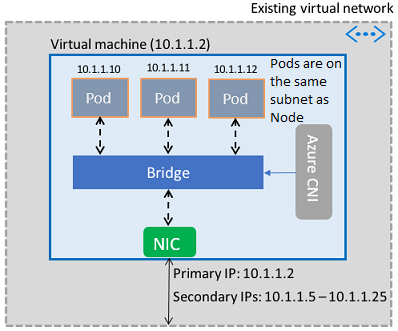 Existing virtual network
Virtual machine (10.1.1.2)
10.1.1.10
10.1.1.11
10.1.1.12
Pods are on
the same
subnet as
Node
Pod
Pod
Pod
Azure CNI
Bridge
NIC
Primary IP: 10.1.1.2
Secondary IPs: 10.1.1.5 – 10.1.1.25